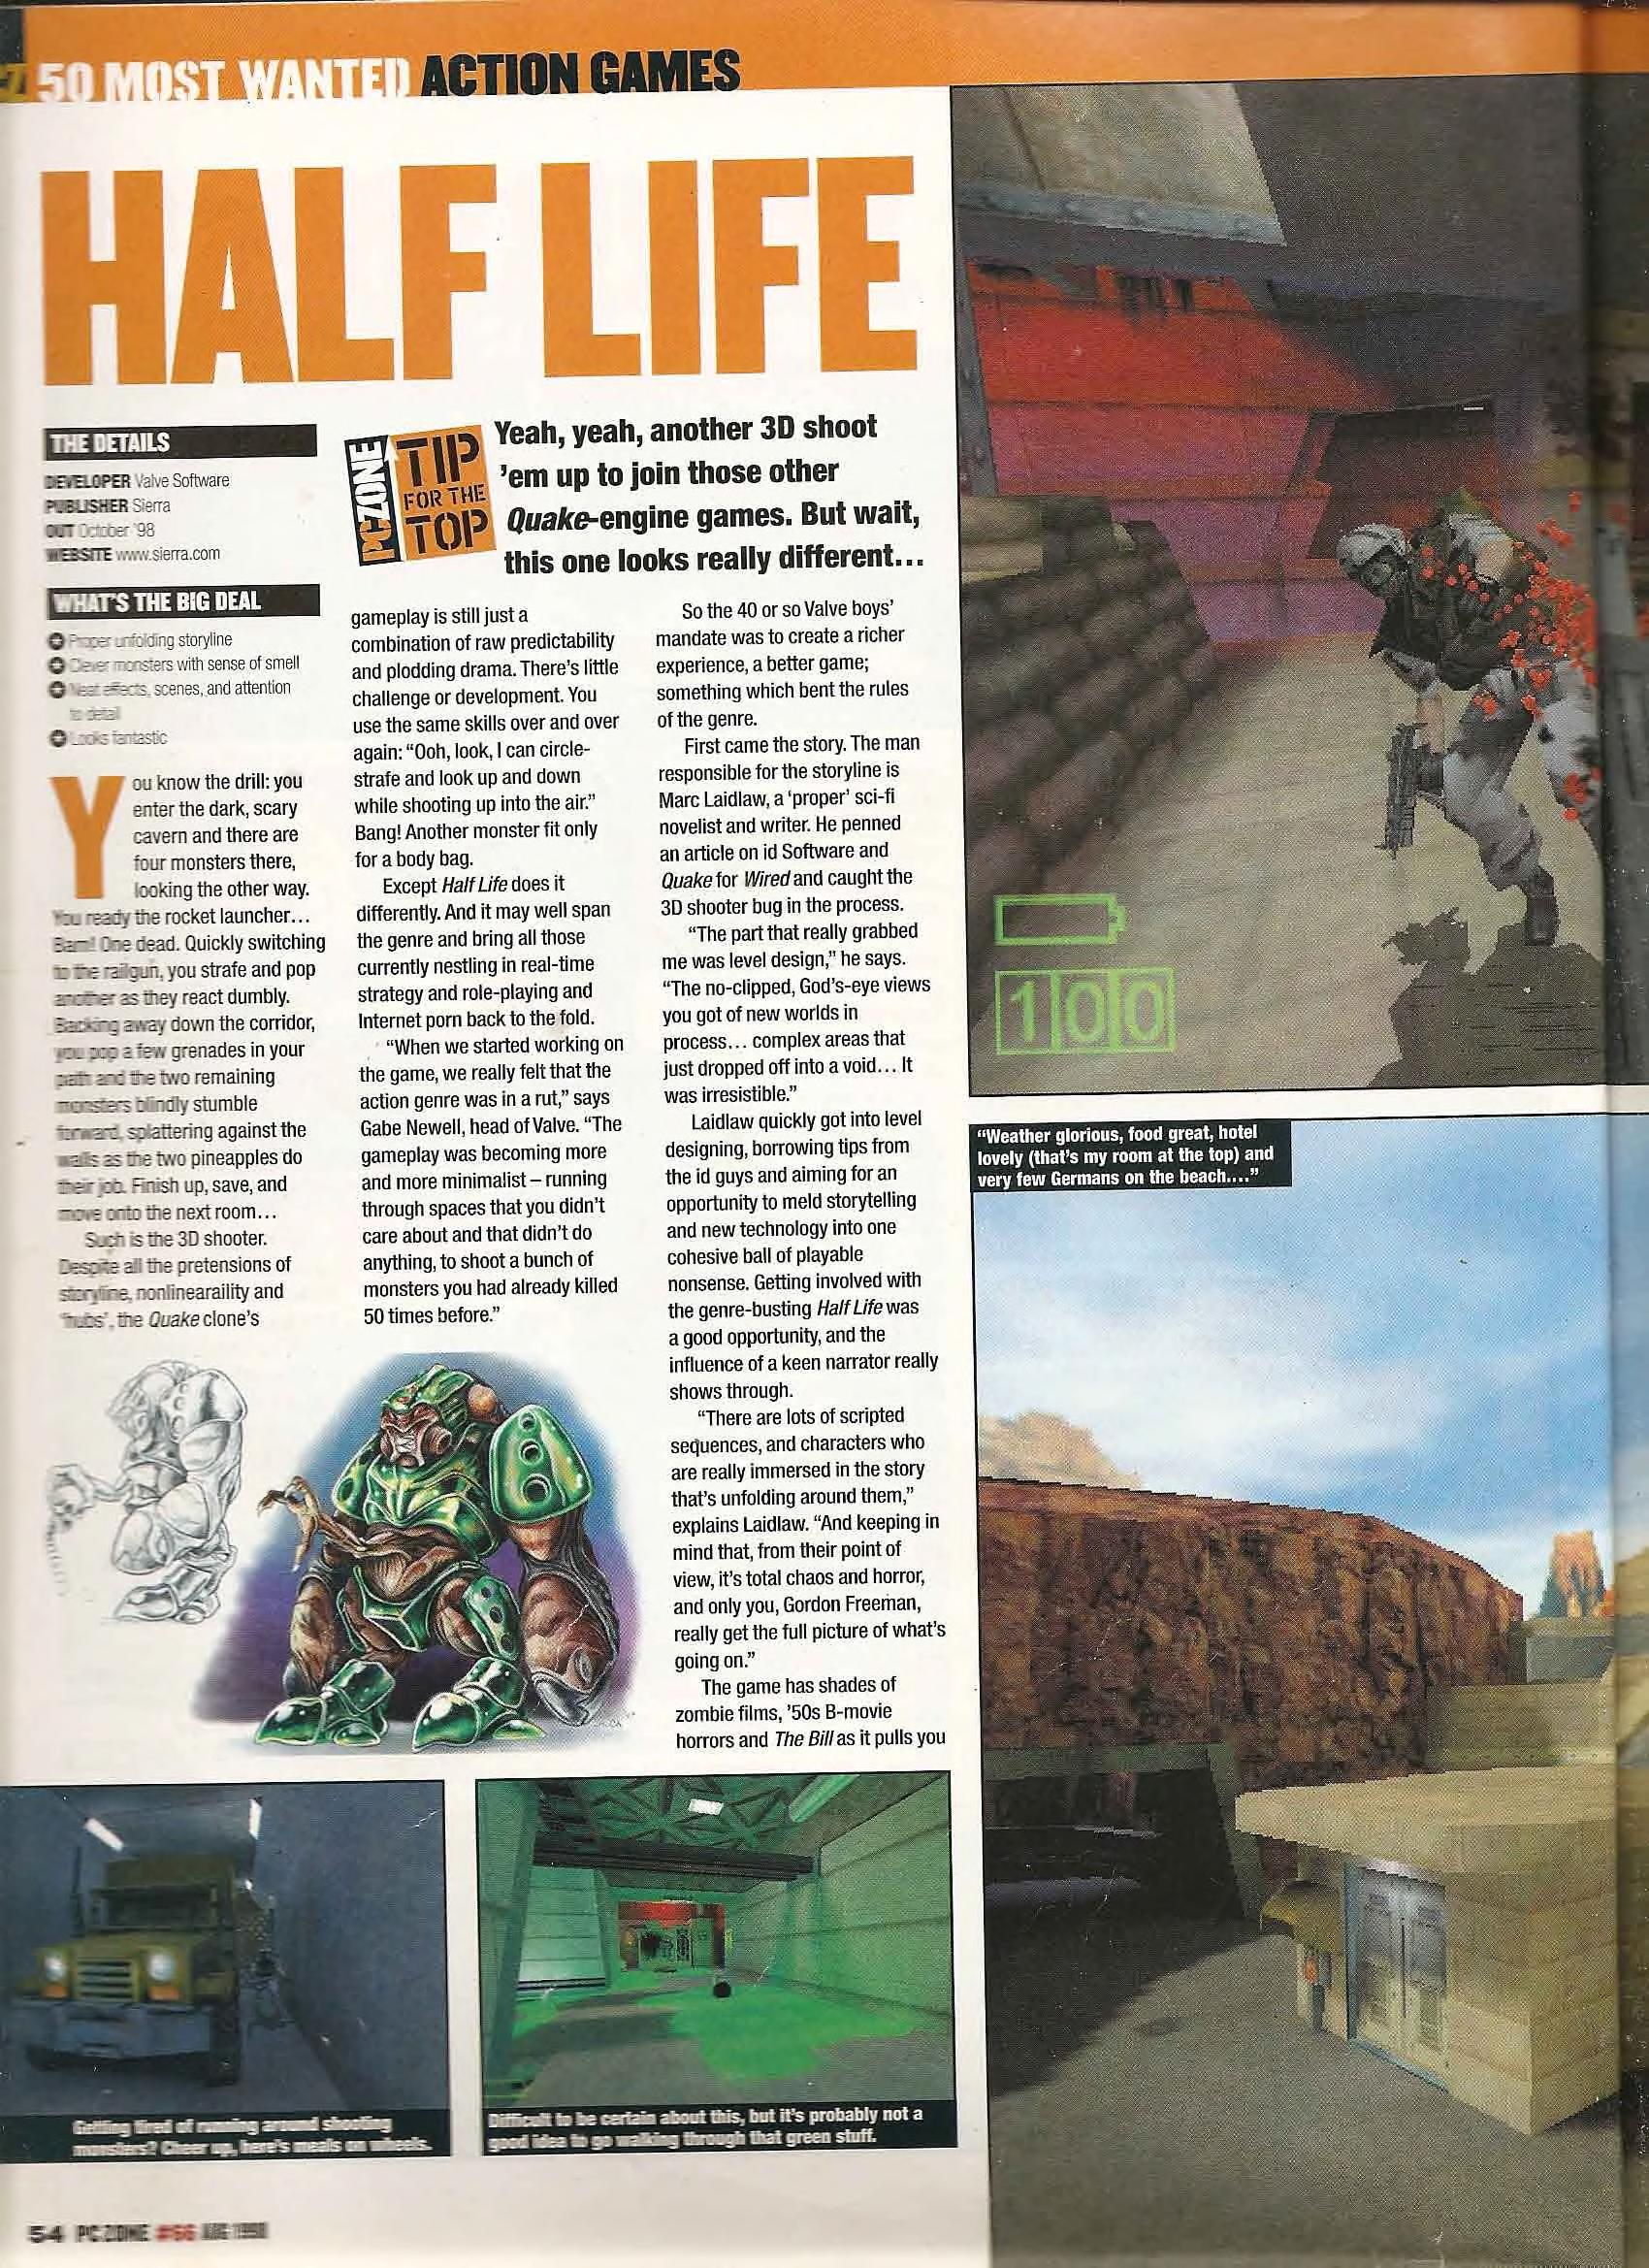 50 MOST WANTED ACTION GAMES
HALF LIFE
THE DETAILS
DEVELOPER Valve Software
PUBLISHER Sierra
OUT October '98
WEBSITE www.sierra.com
WHAT'S THE BIG DEAL
Proper unfolding storyline
Clever monsters with sense of smell
Neat effects, scenes, and attention
to detail
Looks fantastic
PC ZONE
TIP
FOR THE
TOP
Yeah, yeah, another 3D shoot
'em up to join those other
Quake-engine games. But wait,
this one looks really different...
You know the drill: you
enter the dark, scary
cavern and there are
four monsters there,
looking the other way.
You ready the rocket launcher...
Bam! One dead. Quickly switching
to the railgun, you strafe and pop
another as they react dumbly.
Backing away down the corridor,
you pop a few grenades in your
path and the two remaining
monsters blindly stumble
forward, splattering against the
walls as the two pineapples do
their job. Finish up, save, and
move onto the next room...
Such is the 3D shooter.
Despite all the pretensions of
storyline, nonlinearaility and
'hubs', the Quake clone's
gameplay is still just a
combination of raw predictability
and plodding drama. There's little
challenge or development. You
use the same skills over and over
again: "Ooh, look, I can circle-
strafe and look up and down
while shooting up into the air."
Bang! Another monster fit only
for a body bag.
Except Half Life does it
differently. And it may well span
the genre and bring all those
currently nestling in real-time
strategy and role-playing and
Internet porn back to the fold.
"When we started working on
the game, we really felt that the
action genre was in a rut," says
Gabe Newell, head of Valve. "The
gameplay was becoming more
and more minimalist – running
through spaces that you didn't
care about and that didn't do
anything, to shoot a bunch of
monsters you had already killed
50 times before."
So the 40 or so Valve boys'
mandate was to create a richer
experience, a better game;
something which bent the rules
of the genre.
First came the story. The man
responsible for the storyline is
Marc Laidlaw, a 'proper' sci-fi
novelist and writer. He penned
an article on id Software and
Quake for Wired and caught the
3D shooter bug in the process.
"The part that really grabbed
me was level design," he says.
"The no-clipped, God's-eye views
you got of new worlds in
process... complex areas that
just dropped off into a void... It
was irresistible."
Laidlaw quickly got into level
designing, borrowing tips from
the id guys and aiming for an
opportunity to meld storytelling
and new technology into one
cohesive ball of playable
nonsense. Getting involved with
the genre-busting Half Life was
a good opportunity, and the
influence of a keen narrator really
shows through.
"There are lots of scripted
sequences, and characters who
are really immersed in the story
that's unfolding around them,"
explains Laidlaw. "And keeping in
mind that, from their point of
view, it's total chaos and horror,
and only you, Gordon Freeman,
really get the full picture of what's
going on."
The game has shades of
zombie films, '50s B-movie
horrors and The Bill as it pulls you
100
"Weather glorious, food great, hotel
lovely (that's my room at the top) and
very few Germans on the beach...."
Getting tired of running around shooting
monsters? Cheer up, here's meals on wheels.
Difficult to be certain about this, but it's probably not a
good idea to go walking through that green stuff.
54 PC ZONE #66 AUG 1998